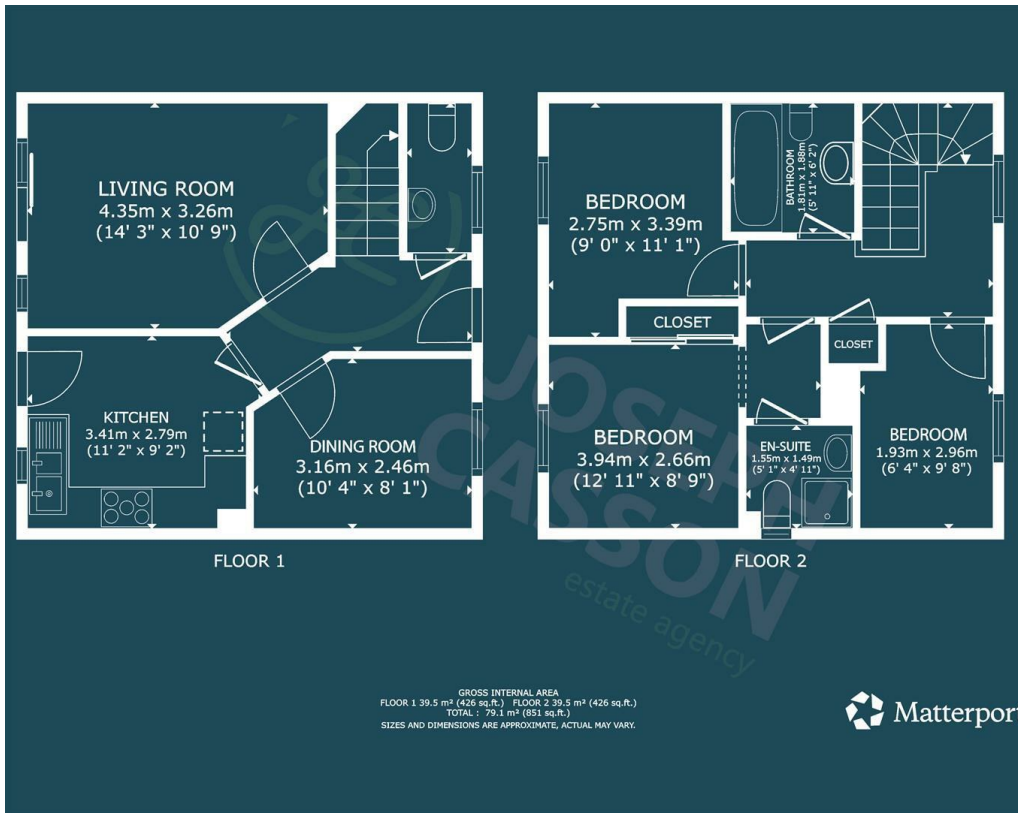 LIVING ROOM
4.35m x 3.26m
(14' 3" x 10' 9")
KITCHEN
3.41m x 2.79m
(11' 2" x 9' 2")
DINING ROOM
3.16m x 2.46m
(10' 4" x 8' 1")
FLOOR 1
BEDROOM
2.75m x 3.39m
(9' 0" x 11' 1")
BATHROOM
1.81m x 1.88m
(5' 11" x 6' 2")
CLOSET
CLOSET
BEDROOM
3.94m x 2.66m
(12' 11" x 8' 9")
EN-SUITE
1.55m x 1.49m
(5' 1" x 4' 11")
BEDROOM
1.93m x 2.96m
(6' 4" x 9' 8")
FLOOR 2
JOSEPH
CASSON
estate agency
GROSS INTERNAL AREA
FLOOR 1 39.5 m² (426 sq.ft.) FLOOR 2 39.5 m² (426 sq.ft.)
TOTAL : 79.1 m² (851 sq.ft.)
SIZES AND DIMENSIONS ARE APPROXIMATE, ACTUAL MAY VARY.
Matterpor